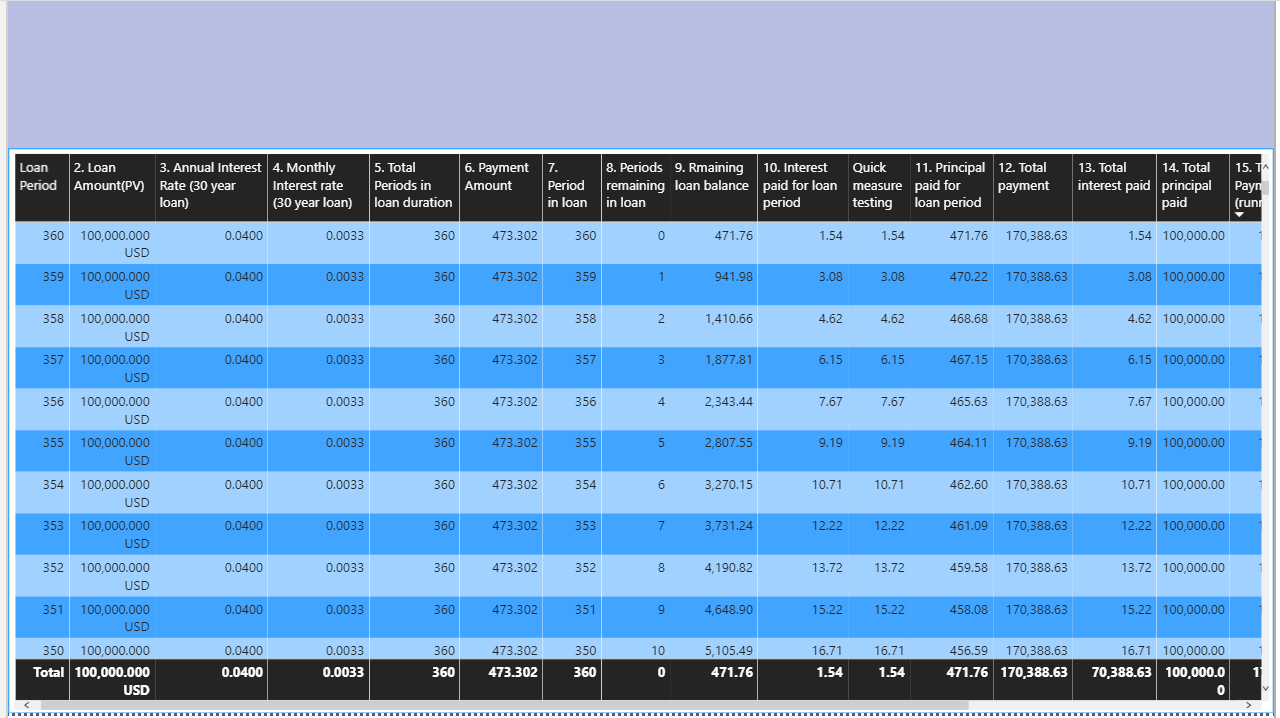 Loan
Period
2. Loan
Amount(PV)
3. Annual Interest
Rate (30 year
loan)
4. Monthly
Interest rate
(30 year loan)
5. Total
Periods in
loan duration
6. Payment
Amount
7.
Period
in loan
8. Periods
remaining
in loan
9. Rmaining
loan balance
10. Interest
paid for loan
period
Quick
measure
testing
11. Principal
paid for
loan period
12. Total
payment
13. Total
interest paid
14. Total
principal
paid
15.
360 100,000.000 0.0400 0.0033 360 473.302 360 0 471.76 1.54 1.54 471.76 170,388.63 1.54 100,000.00
USD
359 100,000.000 0.0400 0.0033 360 473.302 359 1 941.98 3.08 3.08 470.22 170,388.63 3.08 100,000.00
USD
358 100,000.000 0.0400 0.0033 360 473.302 358 2 1,410.66 4.62 4.62 468.68 170,388.63 4.62 100,000.00
USD
357 100,000.000 0.0400 0.0033 360 473.302 357 3 1,877.81 6.15 6.15 467.15 170,388.63 6.15 100,000.00
USD
356 100,000.000 0.0400 0.0033 360 473.302 356 4 2,343.44 7.67 7.67 465.63 170,388.63 7.67 100,000.00
USD
355 100,000.000 0.0400 0.0033 360 473.302 355 5 2,807.55 9.19 9.19 464.11 170,388.63 9.19 100,000.00
USD
354 100,000.000 0.0400 0.0033 360 473.302 354 6 3,270.15 10.71 10.71 462.60 170,388.63 10.71 100,000.00
USD
353 100,000.000 0.0400 0.0033 360 473.302 353 7 3,731.24 12.22 12.22 461.09 170,388.63 12.22 100,000.00
USD
352 100,000.000 0.0400 0.0033 360 473.302 352 8 4,190.82 13.72 13.72 459.58 170,388.63 13.72 100,000.00
USD
351 100,000.000 0.0400 0.0033 360 473.302 351 9 4,648.90 15.22 15.22 458.08 170,388.63 15.22 100,000.00
USD
350 100,000.000 0.0400 0.0033 360 473.302 350 10 5,105.49 16.71 16.71 456.59 170,388.63 16.71 100,000.00
Total 100,000.000 0.0400 0.0033 360 473.302 360 0 471.76 1.54 1.54 471.76 170,388.63 70,388.63 100,000.0
USD 0